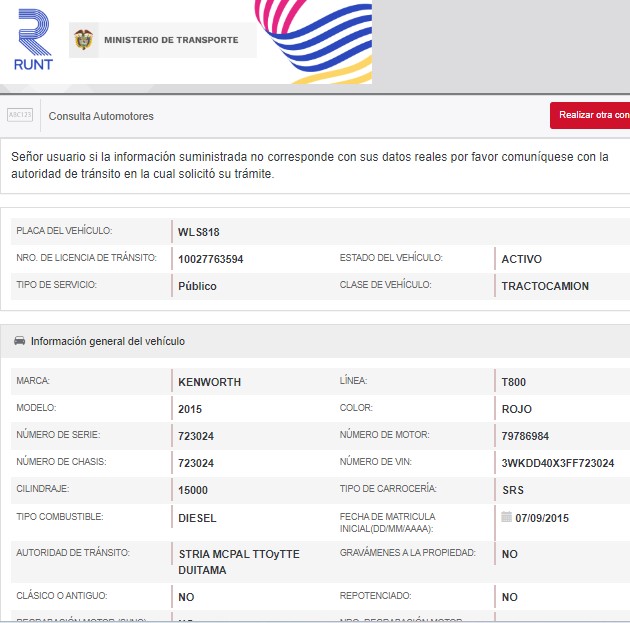 RUNT
MINISTERIO DE TRANSPORTE
ABC123
Consulta Automotores
Realizar otra con
Señor usuario si la información suministrada no corresponde con sus datos reales por favor comuníquese con la
autoridad de tránsito en la cual solicitó su trámite.
PLACA DEL VEHÍCULO: WLS818
NRO. DE LICENCIA DE TRÁNSITO: 10027763594 ESTADO DEL VEHÍCULO: ACTIVO
TIPO DE SERVICIO: Público CLASE DE VEHÍCULO: TRACTOCAMION
Información general del vehículo
MARCA: KENWORTH LÍNEA: T800
MODELO: 2015 COLOR: ROJO
NÚMERO DE SERIE: 723024 NÚMERO DE MOTOR: 79786984
NÚMERO DE CHASIS: 723024 NÚMERO DE VIN: 3WKDD40X3FF723024
CILINDRAJE: 15000 TIPO DE CARROCERÍA: SRS
TIPO COMBUSTIBLE: DIESEL FECHA DE MATRICULA
INICIAL(DD/MM/AAAA): 07/09/2015
AUTORIDAD DE TRÁNSITO: STRIA MCPAL TTOyTTE
DUITAMA
GRAVÁMENES A LA PROPIEDAD: NO
CLÁSICO O ANTIGUO: NO REPOTENCIADO: NO